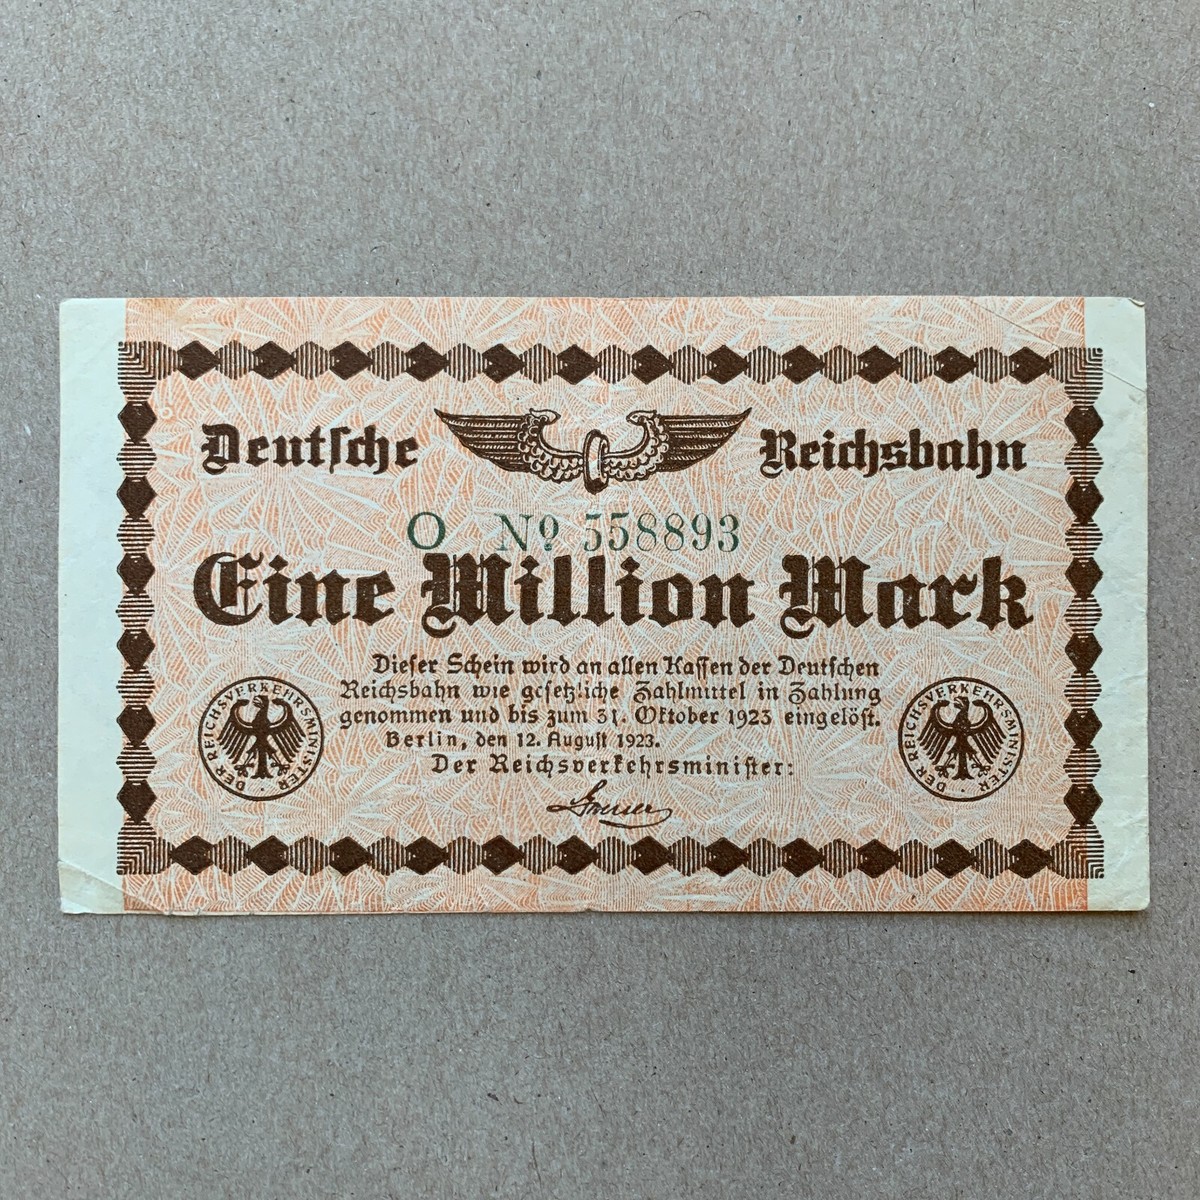 Deutsche Reichsbahn
O No 558893
Eine Million Mark
Dieser Schein wird an allen Kassen der Deutschen
Reichsbahn wie gesetzliche Zahlmittel in Zahlung
genommen und bis zum 31. Oktober 1923 eingelöst.
Berlin, den 12. August 1923.
Der Reichsverkehrsminister:
DER REICHSVERKEHRSMINISTER
DER REICHSVERKEHRSMINISTER